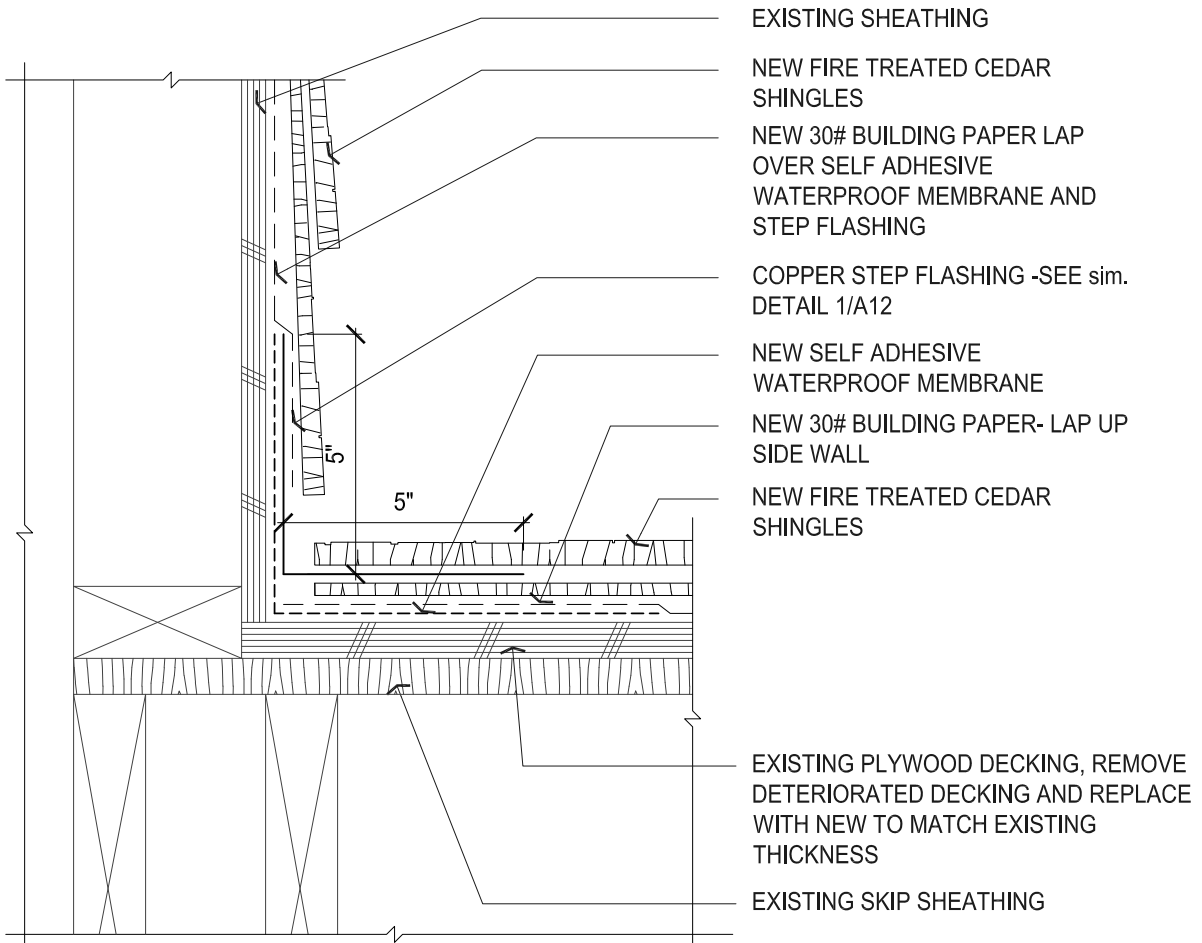 EXISTING SHEATHING
NEW FIRE TREATED CEDAR
SHINGLES
NEW 30# BUILDING PAPER LAP
OVER SELF ADHESIVE
WATERPROOF MEMBRANE AND
STEP FLASHING
COPPER STEP FLASHING -SEE sim.
DETAIL 1/A12
NEW SELF ADHESIVE
WATERPROOF MEMBRANE
NEW 30# BUILDING PAPER- LAP UP
SIDE WALL
NEW FIRE TREATED CEDAR
SHINGLES
5"
5"
EXISTING PLYWOOD DECKING, REMOVE
DETERIORATED DECKING AND REPLACE
WITH NEW TO MATCH EXISTING
THICKNESS
EXISTING SKIP SHEATHING